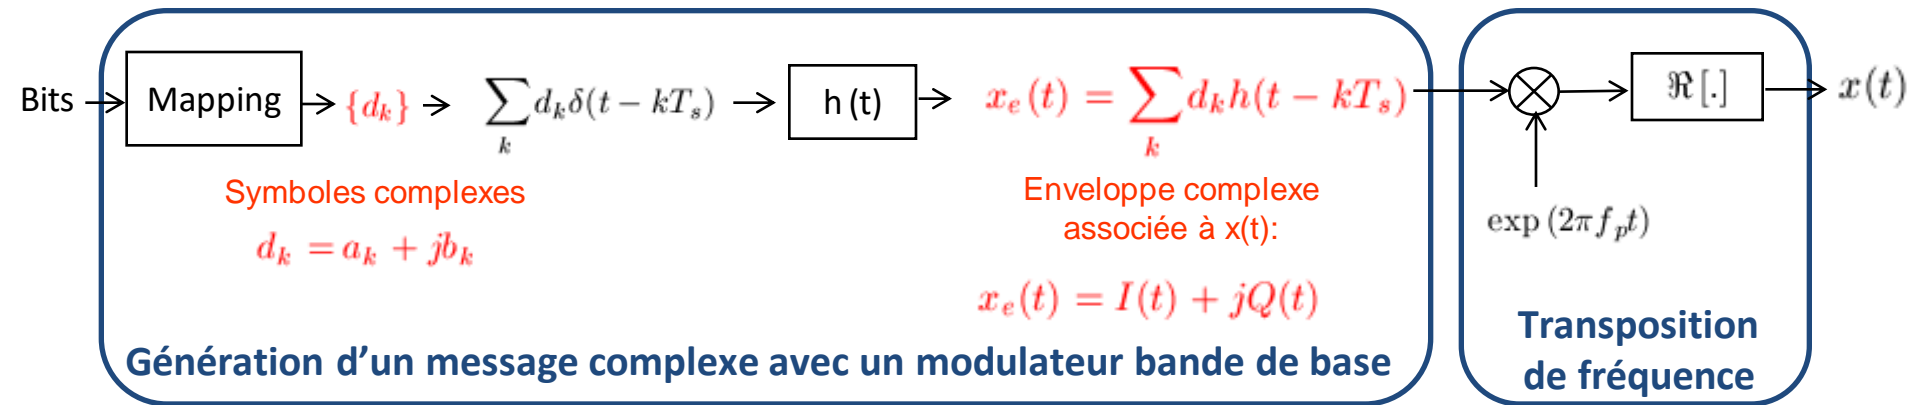 Bits
Mapping
{d_k}
∑_k d_k δ(t − kT_s)
h (t)
x_e(t) = ∑_k d_k h(t − kT_s)
ℜ[.]
x(t)
Symboles complexes
d_k = a_k + jb_k
Enveloppe complexe
associée à x(t):
x_e(t) = I(t) + jQ(t)
exp (2πf_p t)
Génération d’un message complexe avec un modulateur bande de base
Transposition
de fréquence